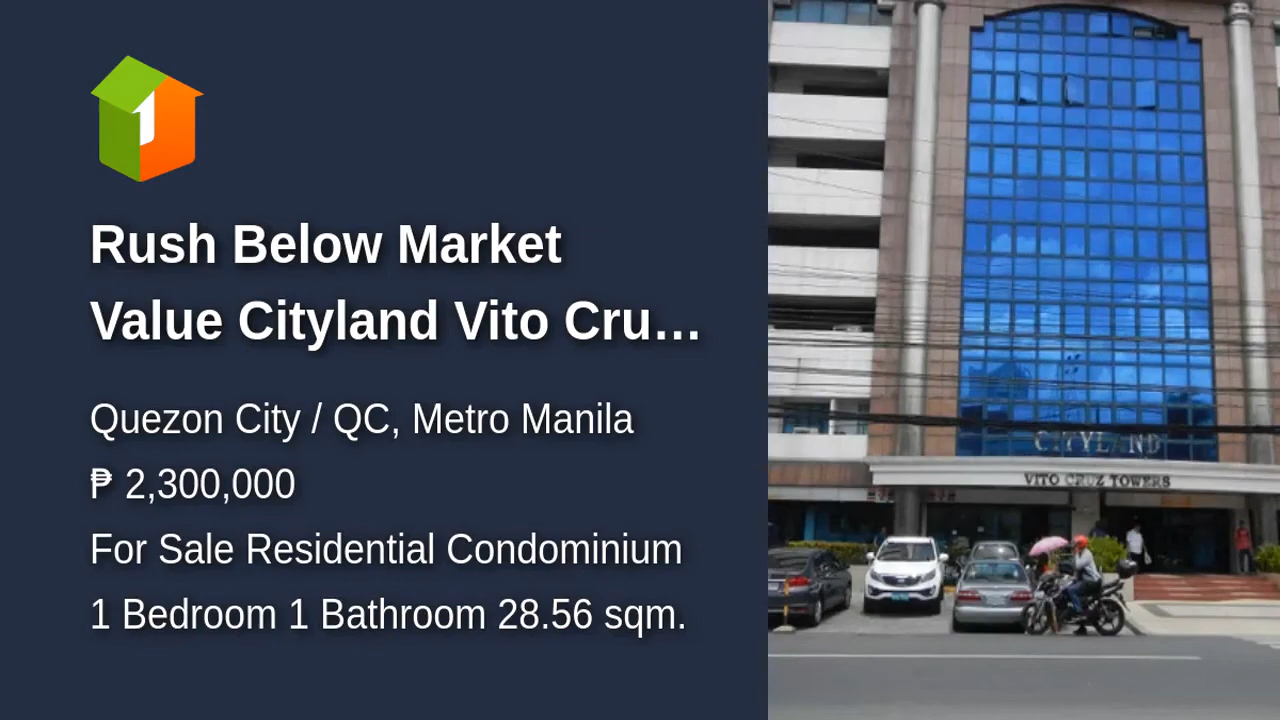 Rush Below Market
Value Cityland Vito Cru…
Quezon City / QC, Metro Manila
₱ 2,300,000
For Sale Residential Condominium
1 Bedroom 1 Bathroom 28.56 sqm.
CITYLAND
VITO CRUZ TOWERS